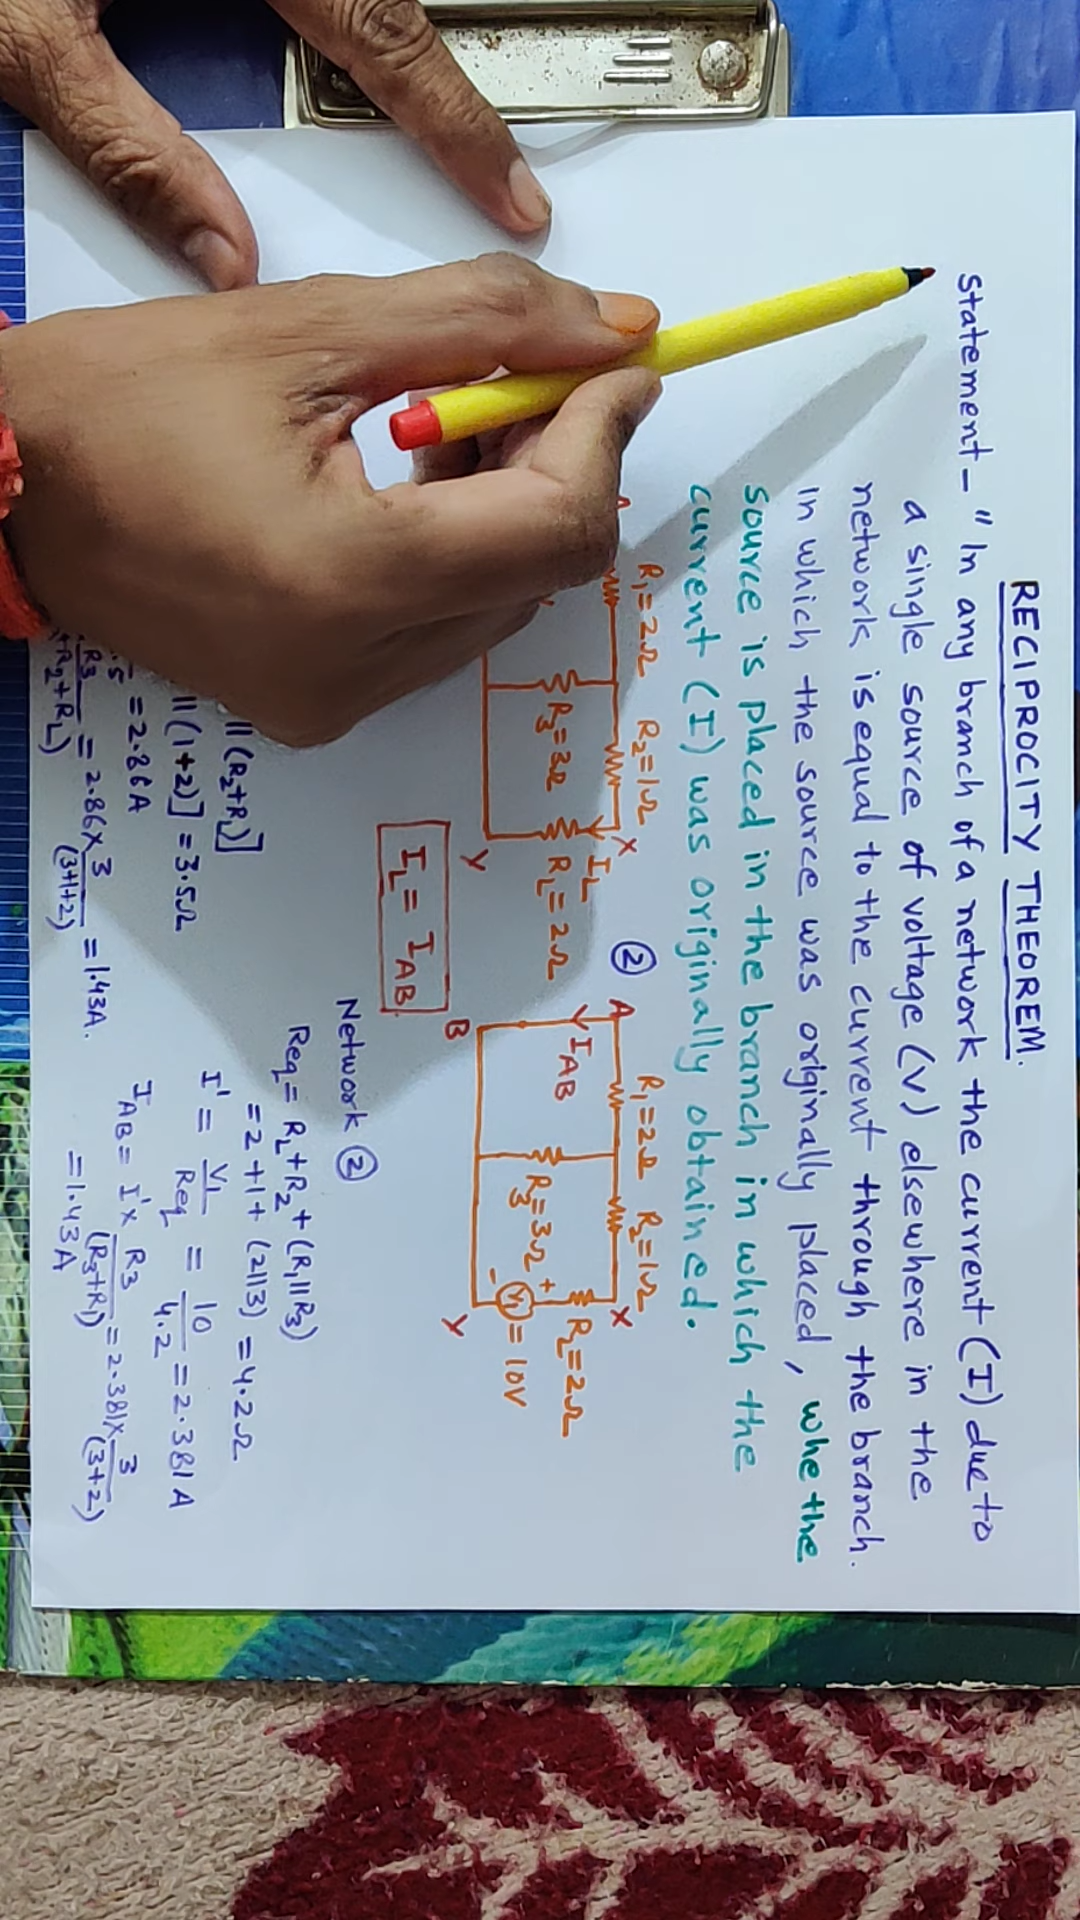 RECIPROCITY THEOREM.
Statement - " In any branch of a network the current (I) due to
a single source of voltage (V) elsewhere in the
network is equal to the current through the branch.
in which the source was originally placed, whe the
source is placed in the branch in which the
current (I) was originally obtained.
R1=2Ω R2=1Ω
A
X
IL
R3=3Ω
RL=2Ω
Y
②
R1=2Ω R2=1Ω
A
X
IAB
R3=3Ω
RL=2Ω
+
V1 = 10V
-
B
Y
IL = IAB.
|| (R2+RL)]
|| (1+2)] = 3.5Ω
= 2.86A
R3
+R2+RL)
= 2.86 × 3
(3+1+2)
= 1.43A.
Network ②
Req = RL+R2 + (R1||R3)
= 2+1+ (2||3) = 4.2Ω
I' = V1
Req
= 10
4.2
= 2.381A
IAB = I' × R3
(R3+R1)
= 2.381× 3
(3+2)
= 1.43A